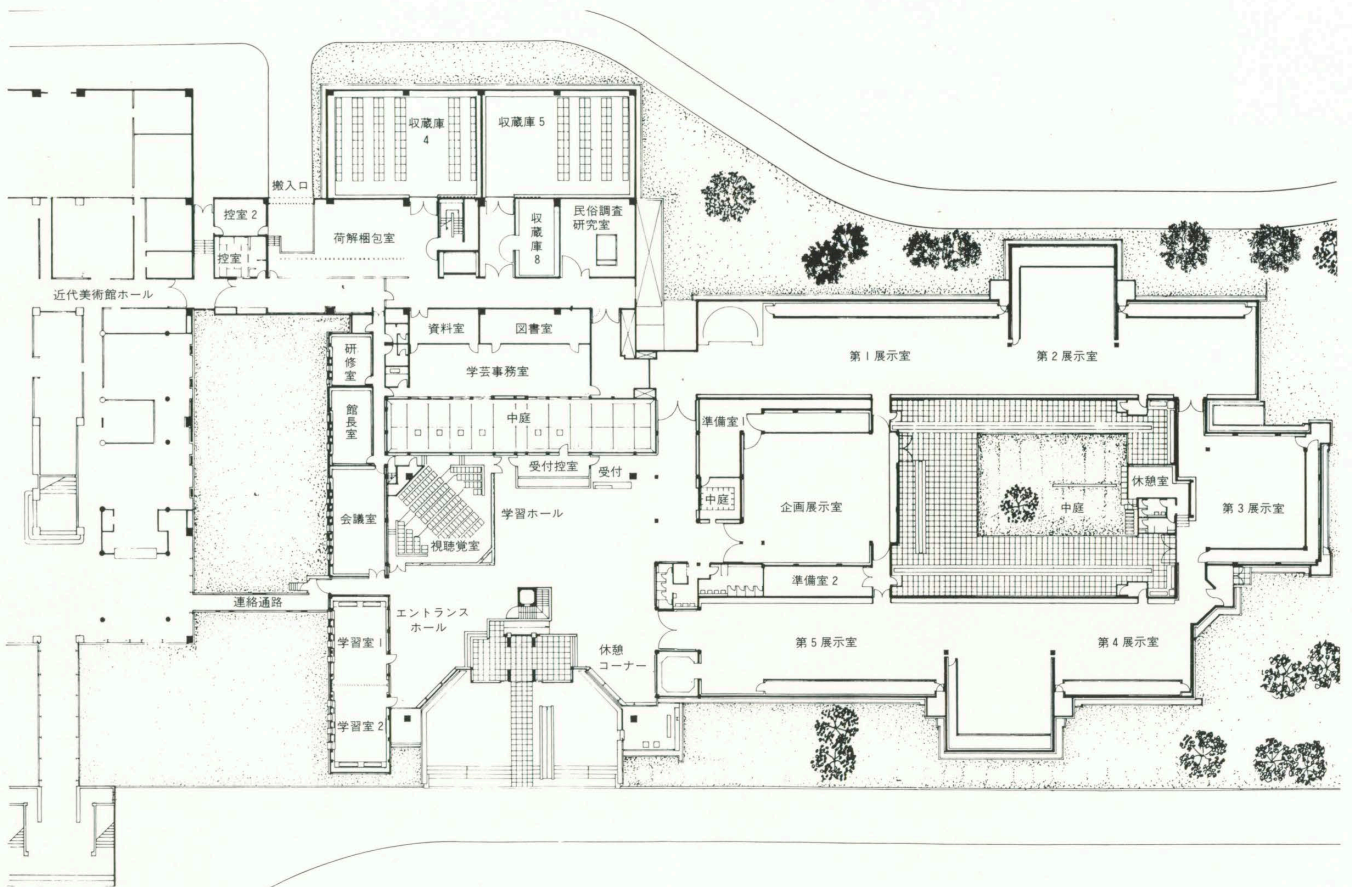 収蔵庫
4
収蔵庫 5
搬入口
控室 2
控室 1
荷解梱包室
収
蔵
庫
8
民俗調査
研究室
近代美術館ホール
資料室
図書室
研
修
室
学芸事務室
第1展示室
第2展示室
館
長
室
中庭
準備室1
受付控室
受付
中庭
企画展示室
休憩室
中庭
第3展示室
会議室
視聴覚室
学習ホール
準備室2
連絡通路
エントランス
ホール
学習室1
休憩
コーナー
第5展示室
第4展示室
学習室2